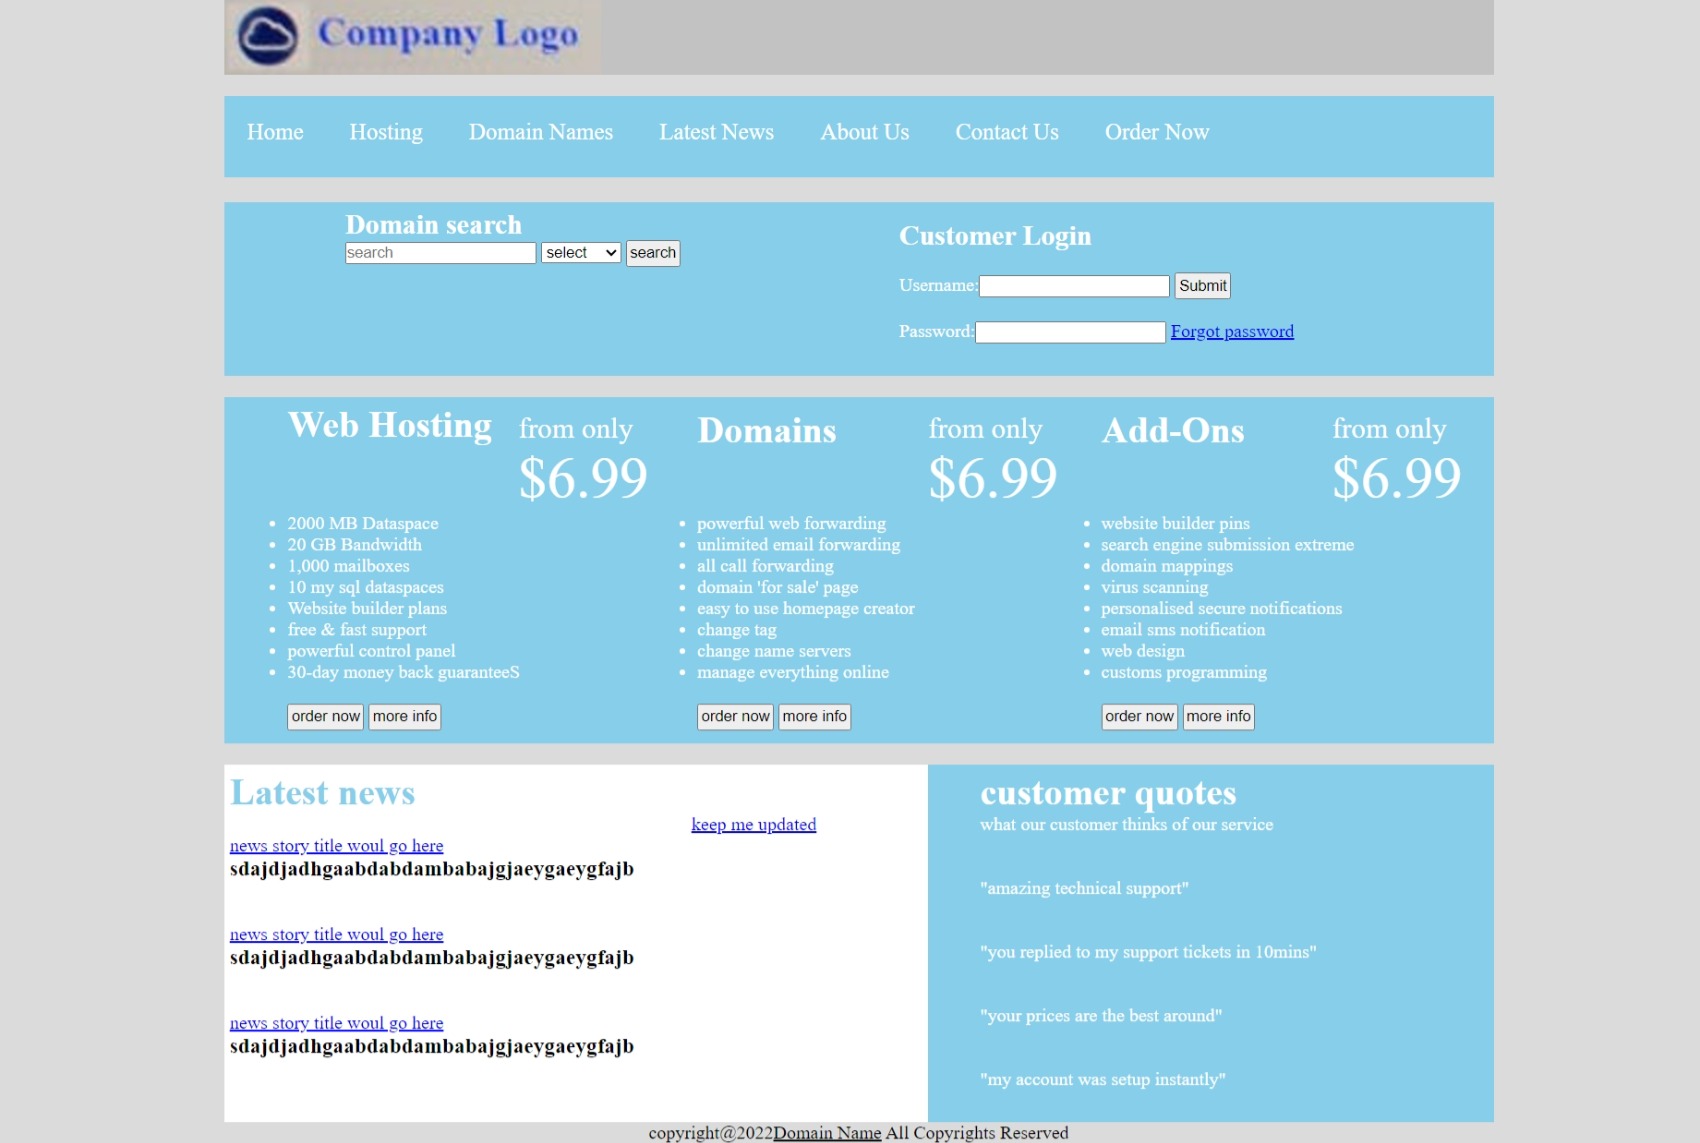 Company Logo
Home Hosting Domain Names Latest News About Us Contact Us Order Now
Domain search
search select search
Customer Login
Username: Submit
Password: Forgot password
Web Hosting from only
$6.99
2000 MB Dataspace
20 GB Bandwidth
1,000 mailboxes
10 my sql dataspaces
Website builder plans
free & fast support
powerful control panel
30-day money back guaranteeS
order now more info
Domains from only
$6.99
powerful web forwarding
unlimited email forwarding
all call forwarding
domain 'for sale' page
easy to use homepage creator
change tag
change name servers
manage everything online
order now more info
Add-Ons from only
$6.99
website builder pins
search engine submission extreme
domain mappings
virus scanning
personalised secure notifications
email sms notification
web design
customs programming
order now more info
Latest news
keep me updated
news story title woul go here
sdajdjadhgaabdabdambabajgjaeygaeygfajb
news story title woul go here
sdajdjadhgaabdabdambabajgjaeygaeygfajb
news story title woul go here
sdajdjadhgaabdabdambabajgjaeygaeygfajb
customer quotes
what our customer thinks of our service
"amazing technical support"
"you replied to my support tickets in 10mins"
"your prices are the best around"
"my account was setup instantly"
copyright@2022Domain Name All Copyrights Reserved